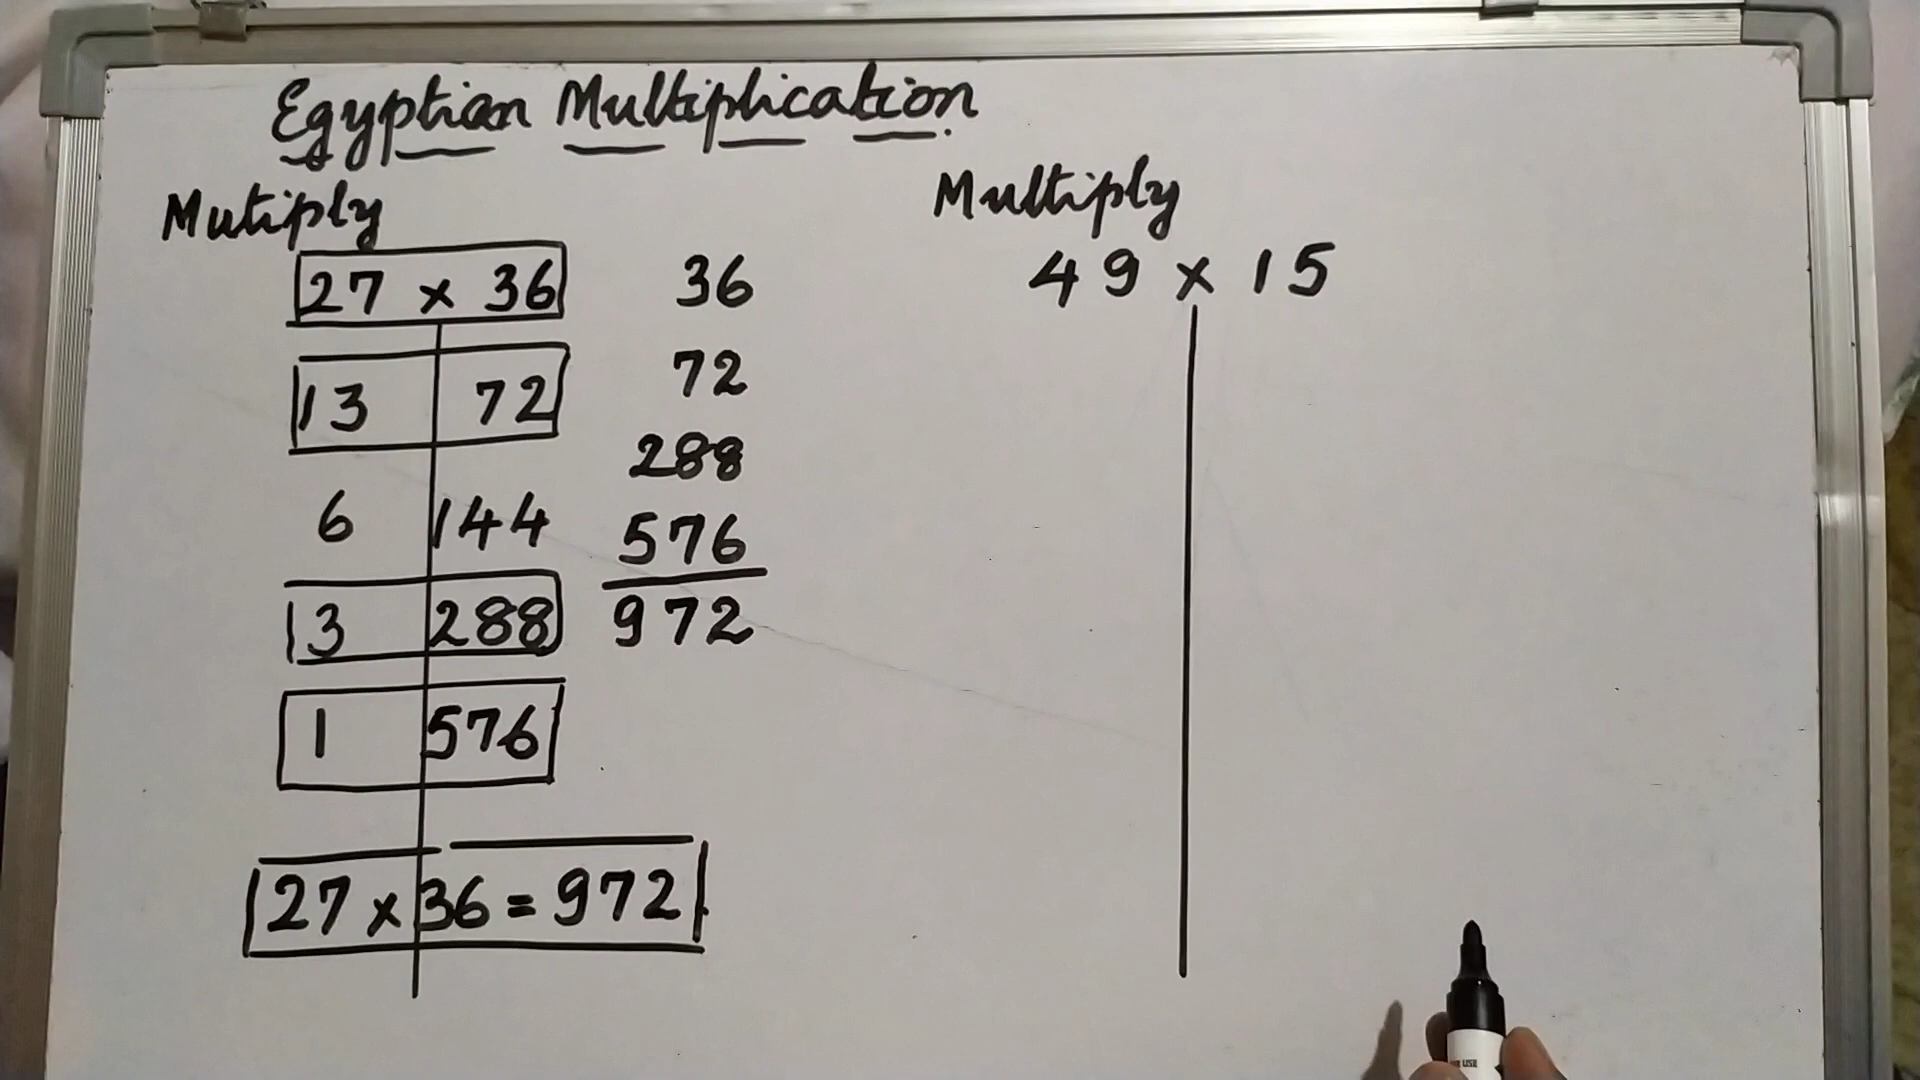 Egyptian Multiplication.
Mutiply
27 x 36
13 72
6 144
3 288
1 576
27 x 36 = 972.
36
72
288
576
972
Multiply
49 x 15